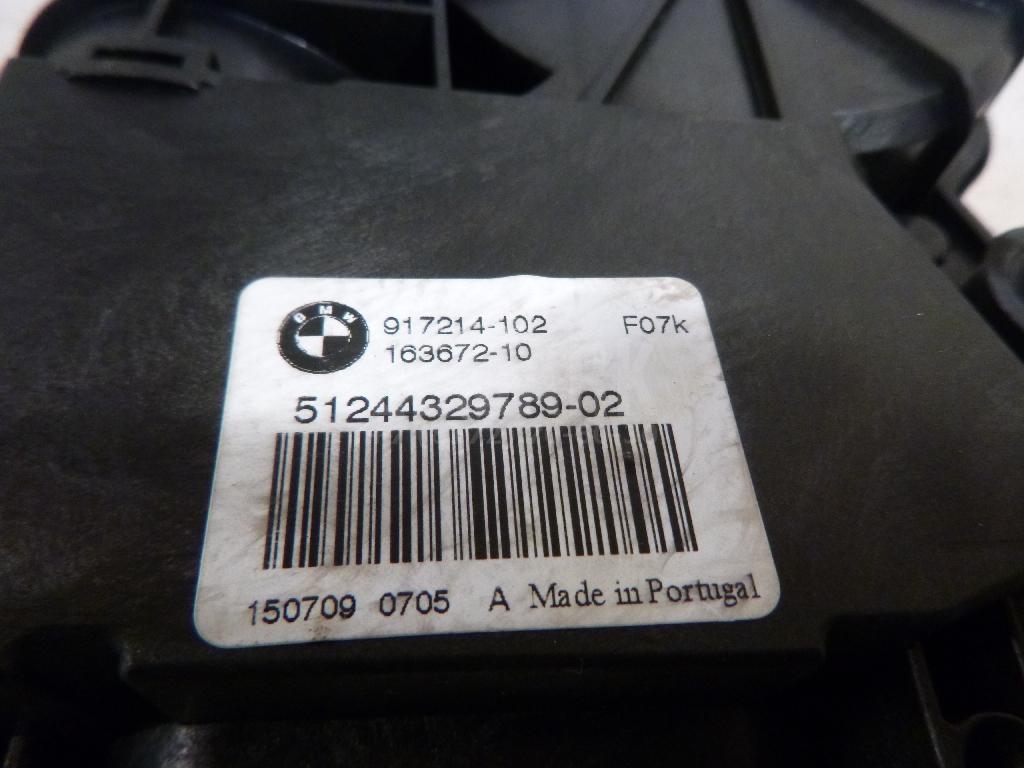 BMW
917214-102 F07k
163672-10
51244329789-02
150709 0705 A Made in Portugal